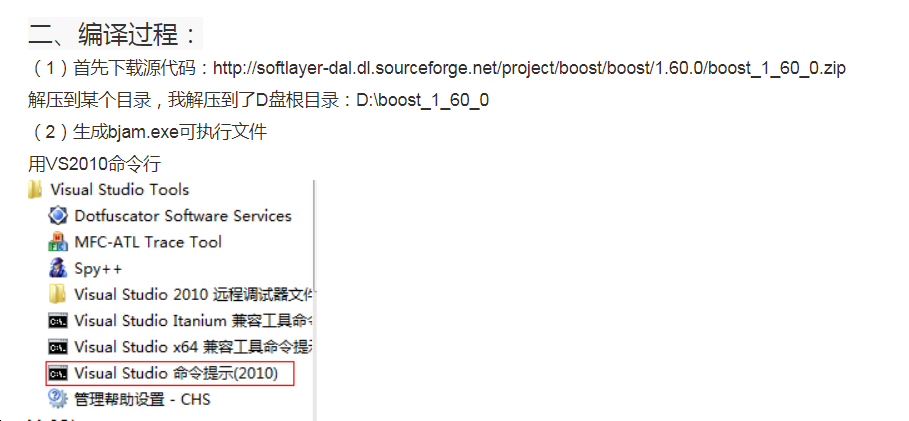 二、编译过程：
（1）首先下载源代码：http://softlayer-dal.dl.sourceforge.net/project/boost/boost/1.60.0/boost_1_60_0.zip
解压到某个目录，我解压到了D盘根目录：D:\boost_1_60_0
（2）生成bjam.exe可执行文件
用VS2010命令行
Visual Studio Tools
Dotfuscator Software Services
MFC-ATL Trace Tool
Spy++
Visual Studio 2010 远程调试器文件
Visual Studio Itanium 兼容工具命令
Visual Studio x64 兼容工具命令提示
Visual Studio 命令提示(2010)
管理帮助设置 - CHS